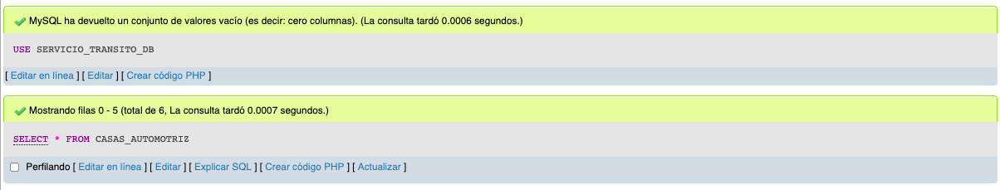 MySQL ha devuelto un conjunto de valores vacío (es decir: cero columnas). (La consulta tardó 0.0006 segundos.)
USE SERVICIO_TRANSITO_DB
[ Editar en línea ] [ Editar ] [ Crear código PHP ]
Mostrando filas 0 - 5 (total de 6, La consulta tardó 0.0007 segundos.)
SELECT * FROM CASAS_AUTOMOTRIZ
Perfilando [ Editar en línea ] [ Editar ] [ Explicar SQL ] [ Crear código PHP ] [ Actualizar ]